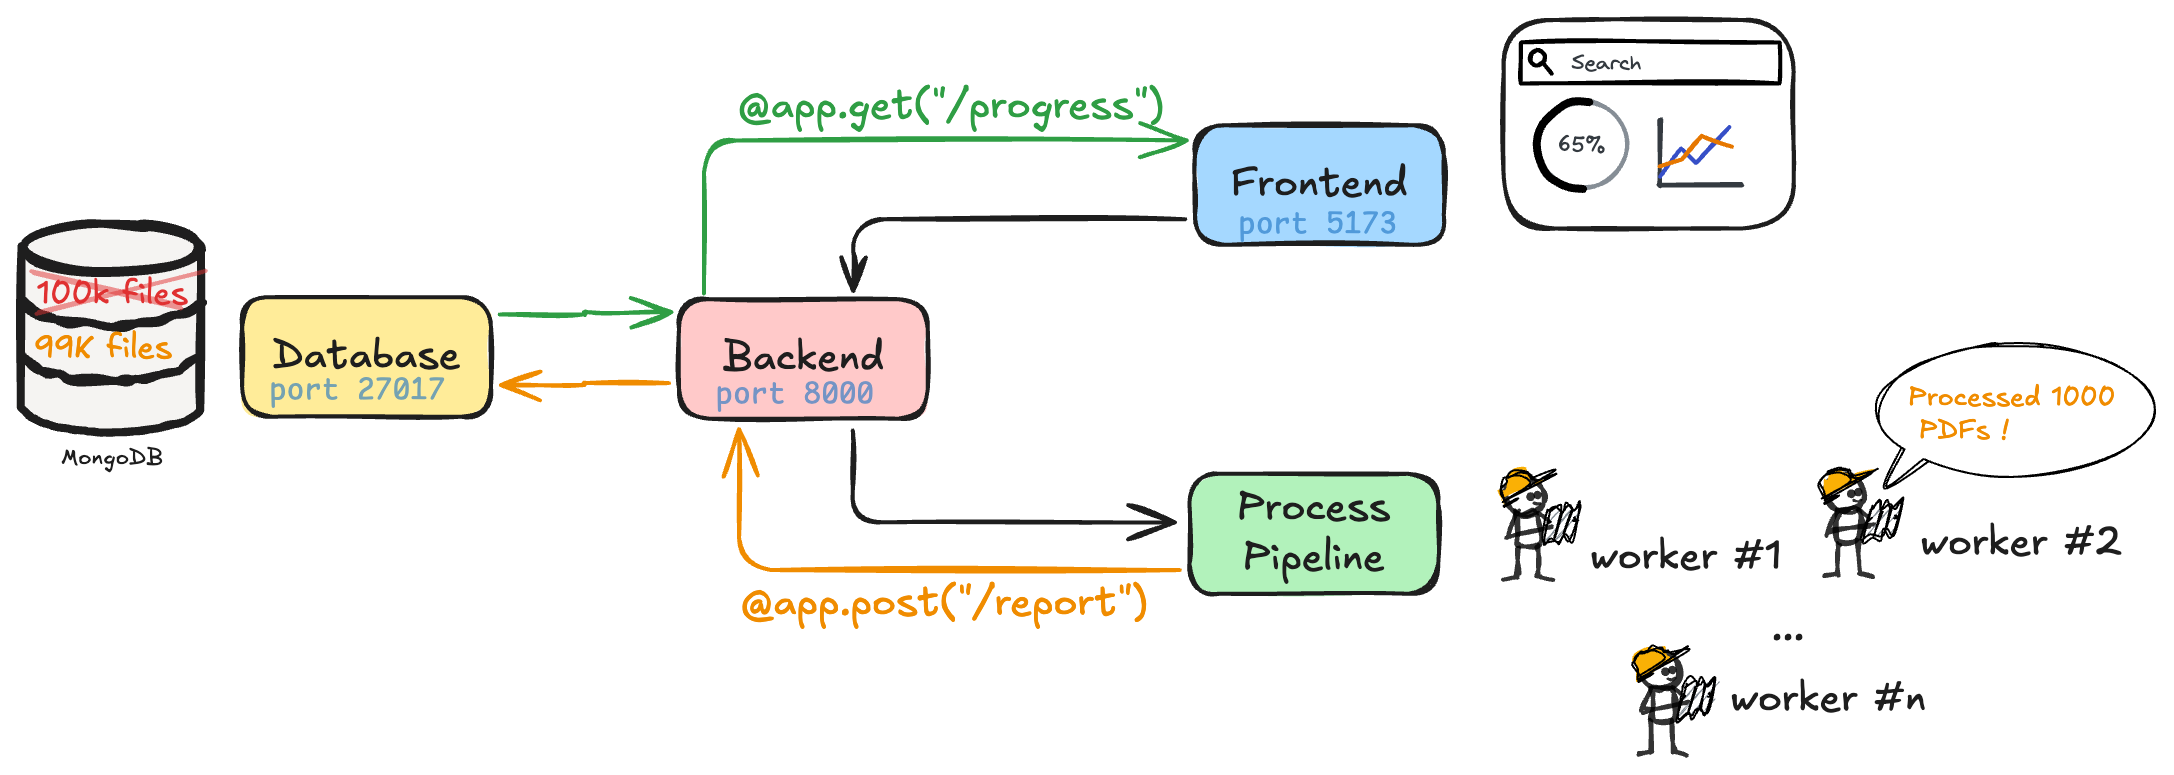 @app.get("/progress")
Search
65%
Frontend
port 5173
100k files
99K files
MongoDB
Database
port 27017
Backend
port 8000
Processed 1000
PDFs !
Process
Pipeline
@app.post("/report")
worker #1
worker #2
...
worker #n